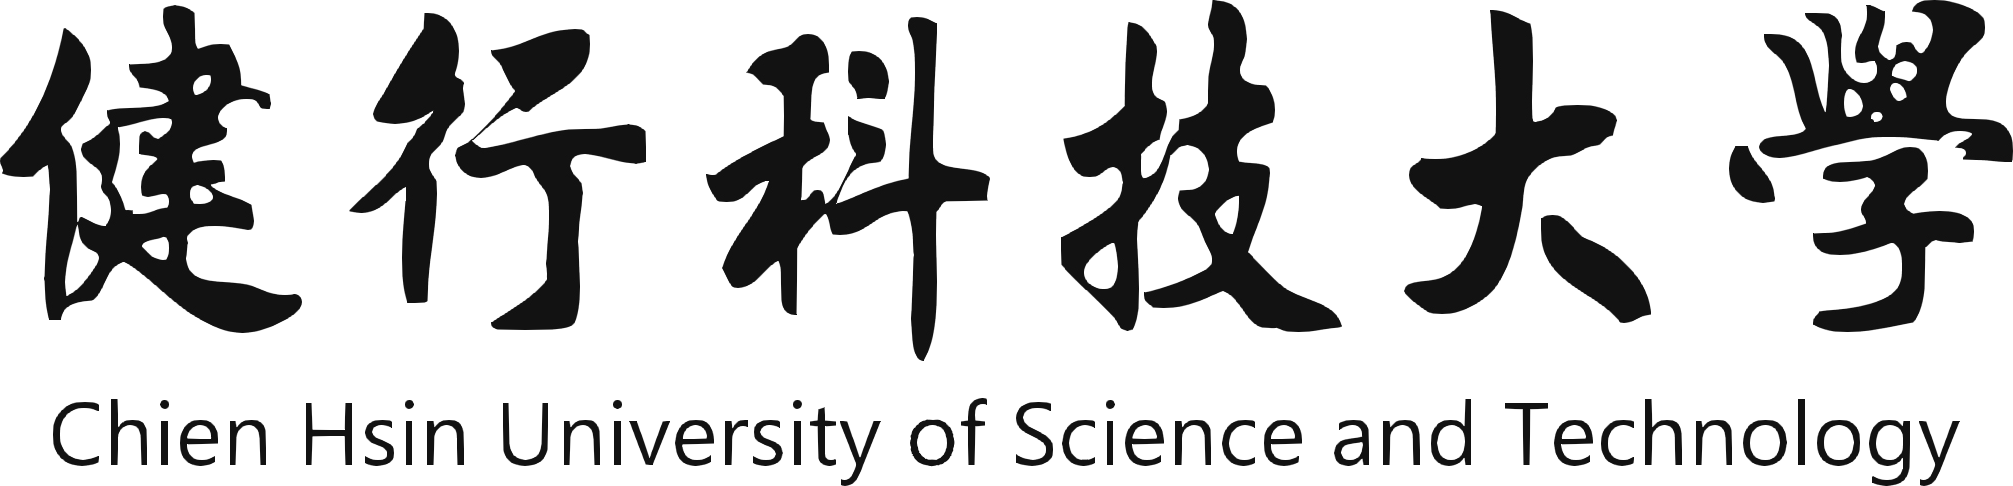 健行科技大學
Chien Hsin University of Science and Technology